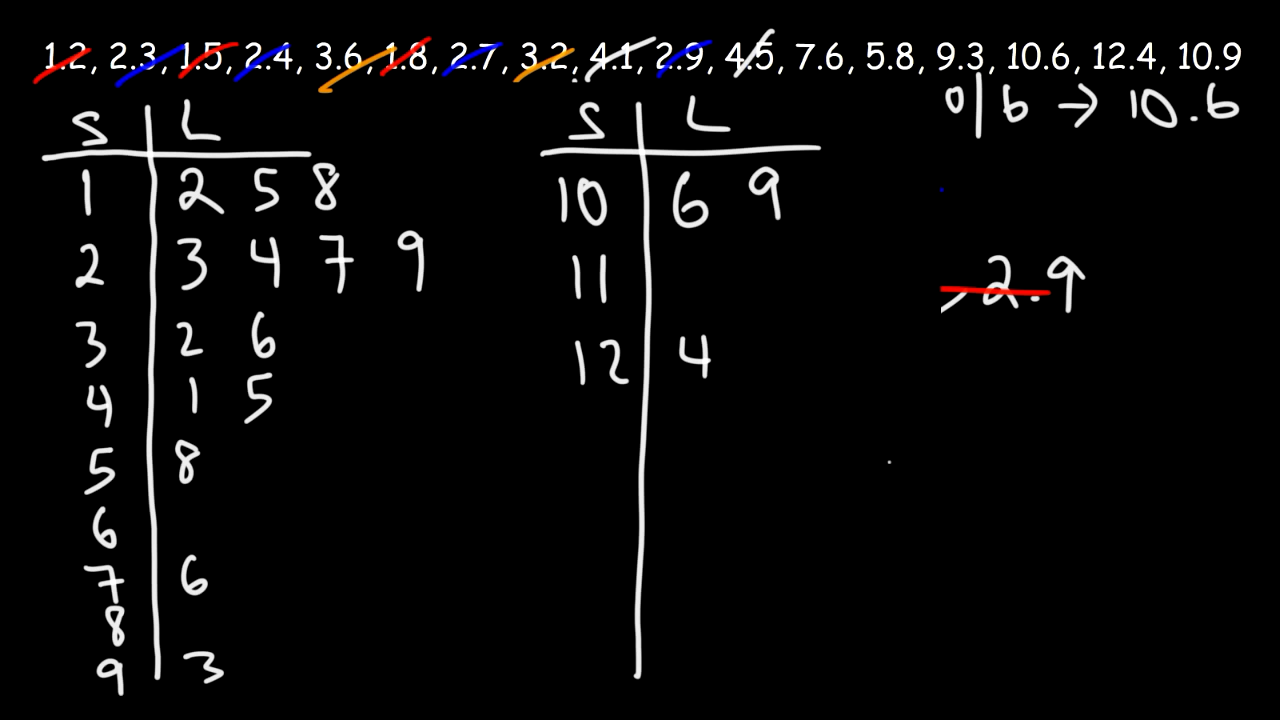 1.2, 2.3, 1.5, 2.4, 3.6, 1.8, 2.7, 3.2, 4.1, 2.9, 4.5, 7.6, 5.8, 9.3, 10.6, 12.4, 10.9
0 | 6 → 10.6
S | L
1 | 2 5 8
2 | 3 4 7 9
3 | 2 6
4 | 1 5
5 | 8
6 |
7 | 6
8 |
9 | 3
S | L
10 | 6 9
11 |
12 | 4
2.9